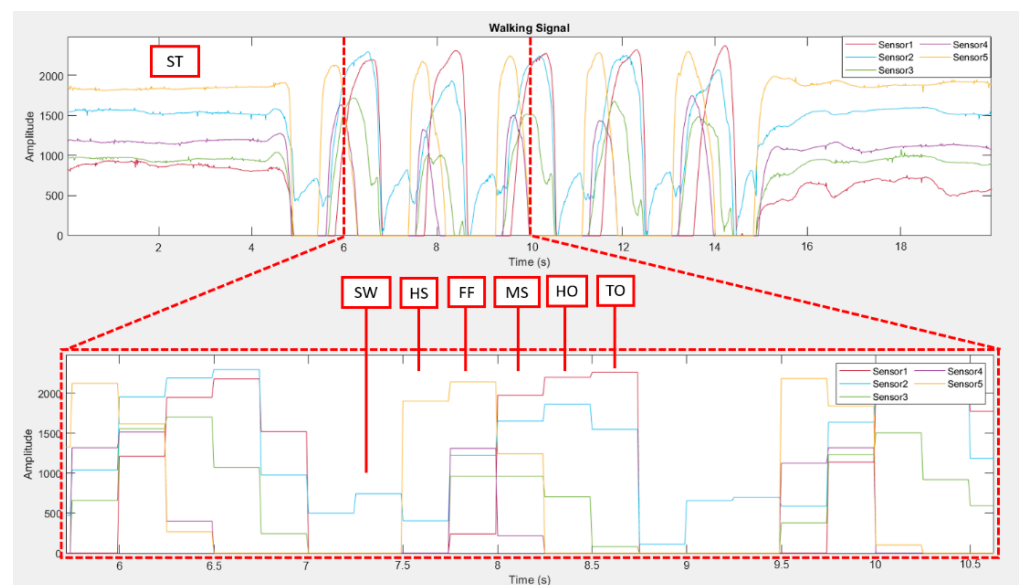 Walking Signal
ST
Sensor1 Sensor4
Sensor2 Sensor5
Sensor3
2000
1500
1000
500
0
Amplitude
2 4 6 8 10 12 14 16 18
Time (s)
SW HS FF MS HO TO
Sensor1 Sensor4
Sensor2 Sensor5
Sensor3
2000
1500
1000
500
0
Amplitude
6 6.5 7 7.5 8 8.5 9 9.5 10 10.5
Time (s)